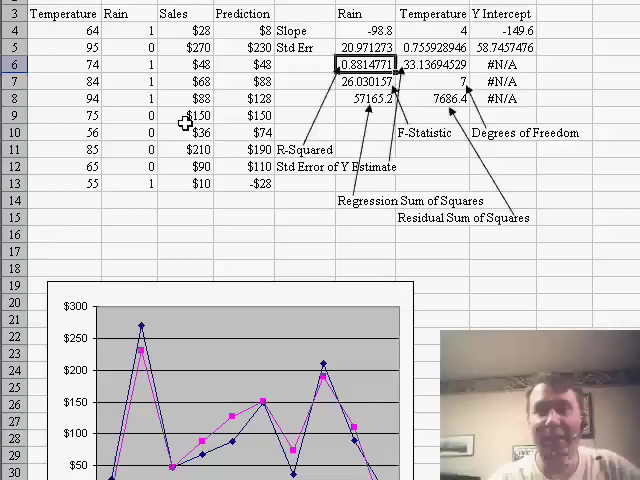 3 Temperature Rain Sales Prediction Rain Temperature Y Intercept
4 64 1 $28 $8 Slope -98.8 4 -149.6
5 95 0 $270 $230 Std Err 20.971273 0.755928946 58.7457476
6 74 1 $48 $48 0.8814771 33.13694529 #N/A
7 84 1 $68 $88 26.030157 7 #N/A
8 94 1 $88 $128 57165.2 7686.4 #N/A
9 75 0 $150 $150
10 56 0 $36 $74 F-Statistic Degrees of Freedom
11 85 0 $210 $190 R-Squared
12 65 0 $90 $110 Std Error of Y Estimate
13 55 1 $10 -$28
14 Regression Sum of Squares
15 Residual Sum of Squares
16
17
18
19
20 $300
21
22 $250
23
24 $200
25
26 $150
27
28 $100
29
30 $50